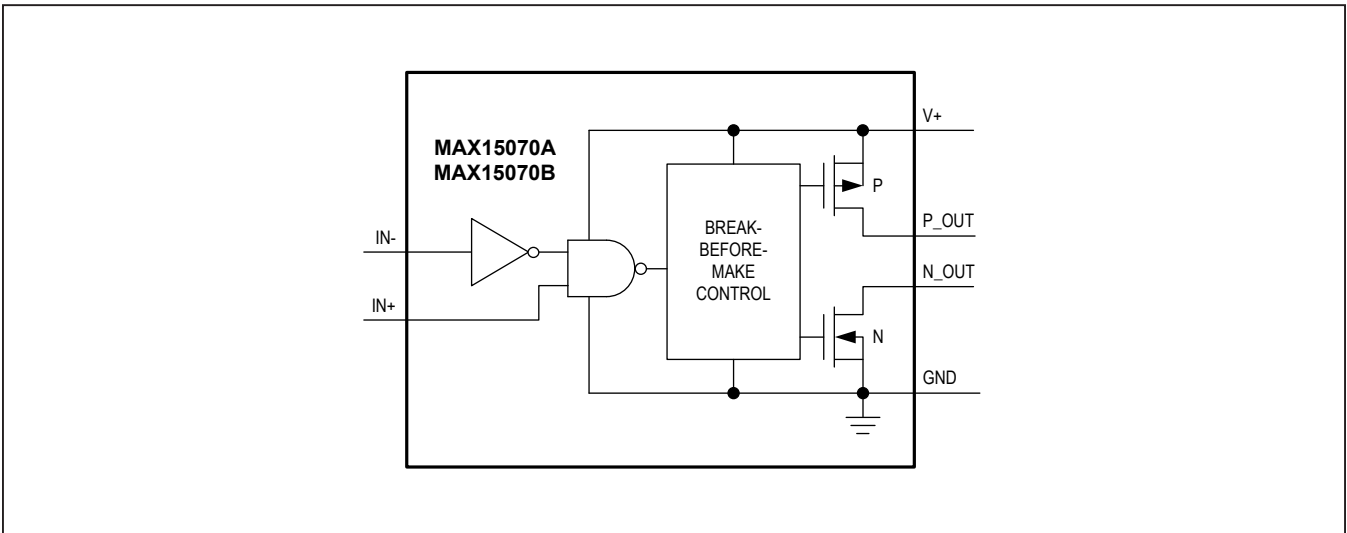 MAX15070A
MAX15070B
IN-
IN+
BREAK-
BEFORE-
MAKE
CONTROL
P
N
V+
P_OUT
N_OUT
GND